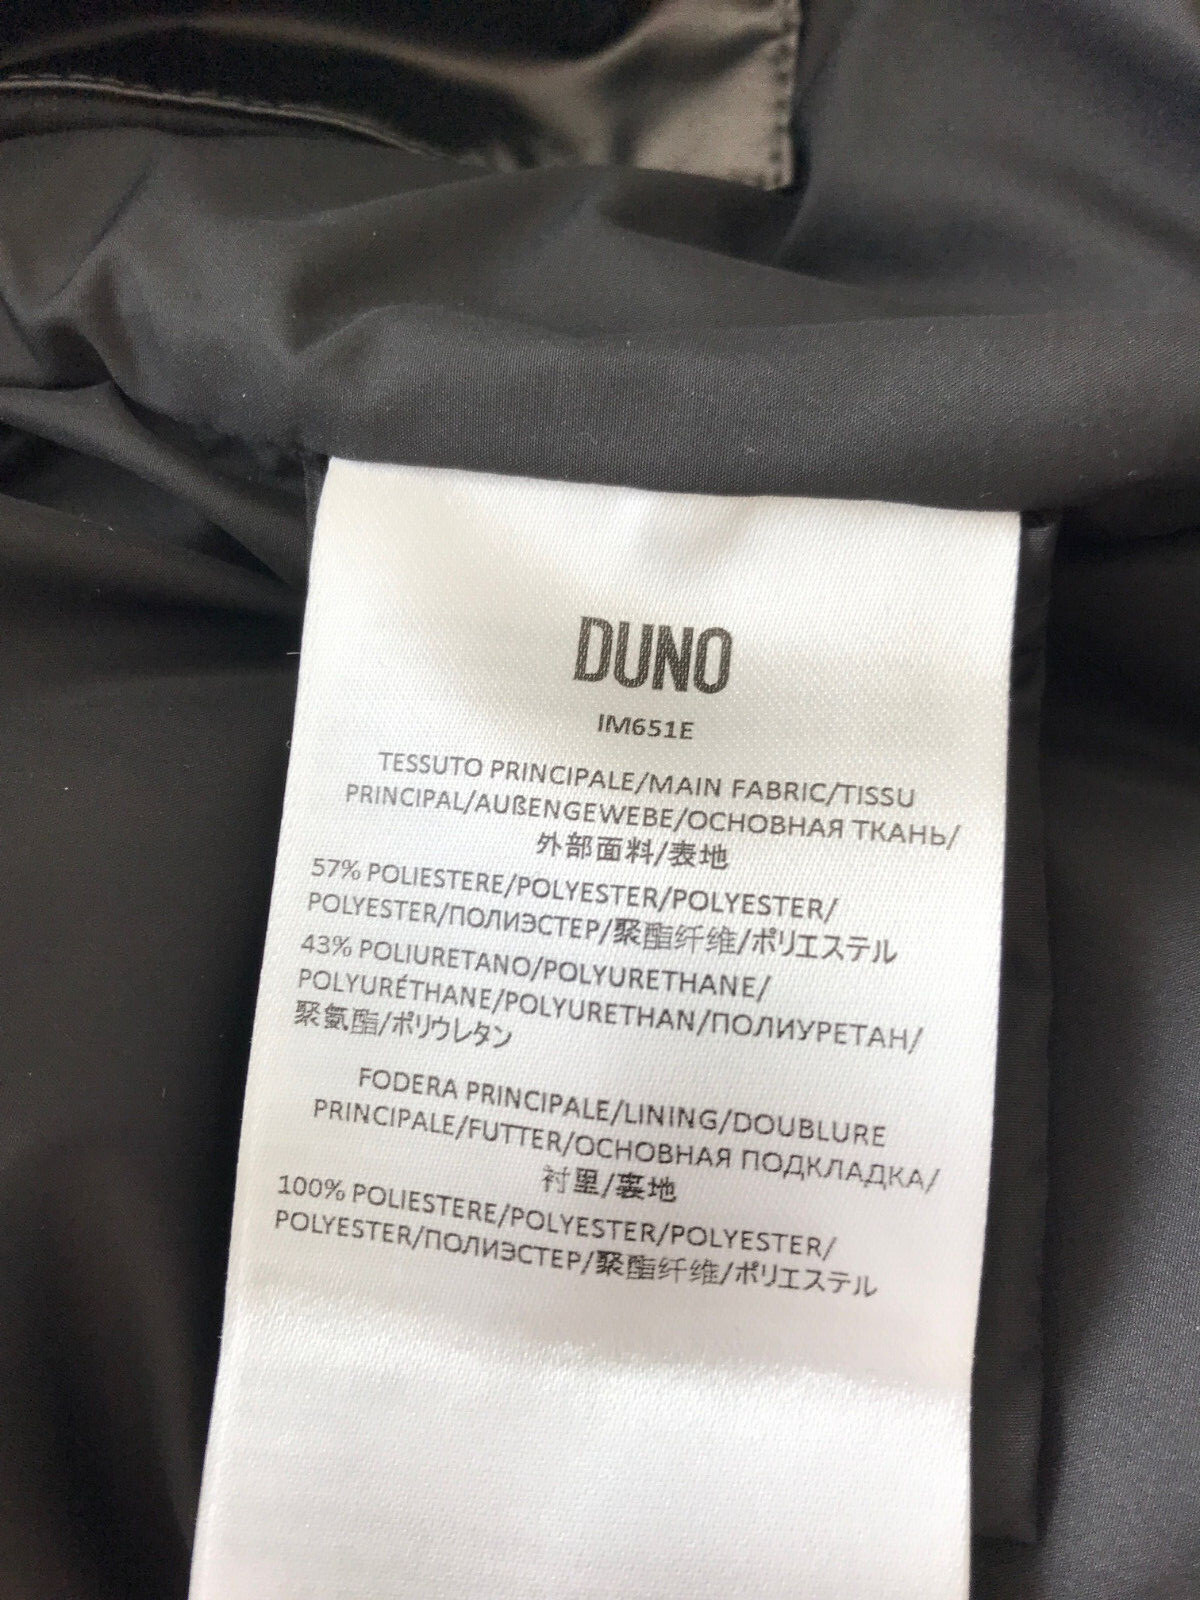 DUNO
IM651E
TESSUTO PRINCIPALE/MAIN FABRIC/TISSU
PRINCIPAL/AUßENGEWEBE/ОСНОВНАЯ ТКАНЬ/
外部面料/表地
57% POLIESTERE/POLYESTER/POLYESTER/
POLYESTER/ПОЛИЭСТЕР/聚酯纤维/ポリエステル
43% POLIURETANO/POLYURETHANE/
POLYURÉTHANE/POLYURETHAN/ПОЛИУРЕТАН/
聚氨酯/ポリウレタン
FODERA PRINCIPALE/LINING/DOUBLURE
PRINCIPALE/FUTTER/ОСНОВНАЯ ПОДКЛАДКА/
衬里/裏地
100% POLIESTERE/POLYESTER/POLYESTER/
POLYESTER/ПОЛИЭСТЕР/聚酯纤维/ポリエステル